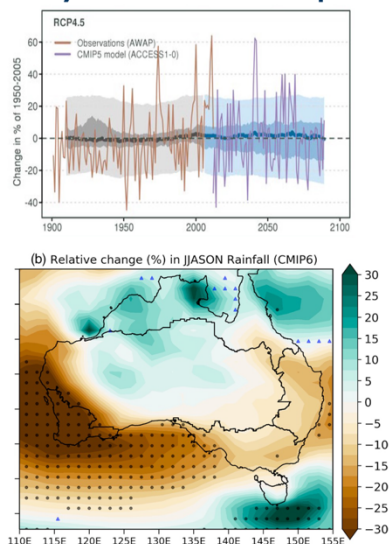 RCP4.5
Observations (AWAP)
CMIP5 model (ACCESS1-0)
Change in % of 1950-2005
60
40
20
0
-20
-40
1900
1950
2000
2050
2100
(b) Relative change (%) in JJASON Rainfall (CMIP6)
30
25
20
15
10
5
0
−5
−10
−15
−20
−25
−30
110E
115E
120E
125E
130E
135E
140E
145E
150E
155E